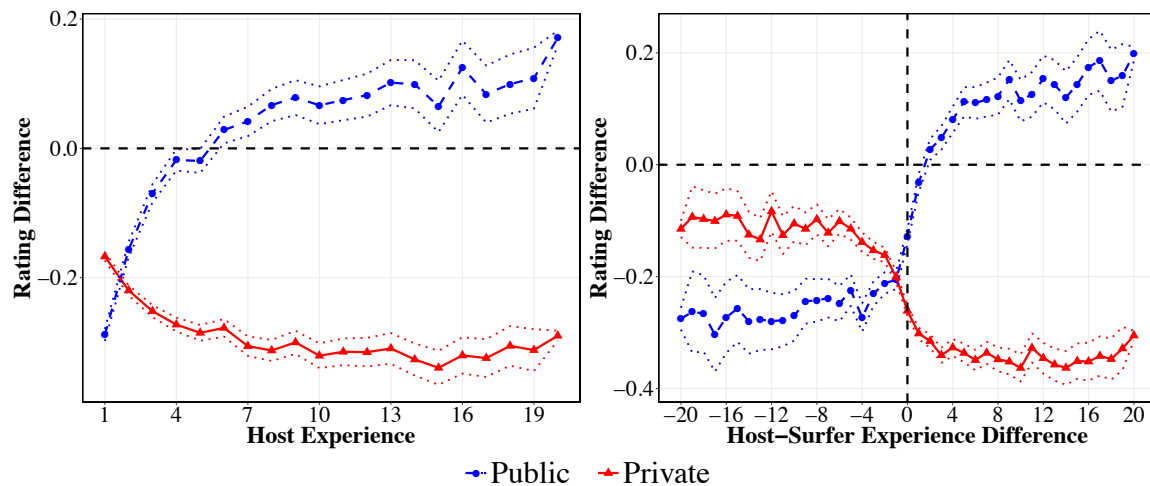 0.2
0.0
−0.2
Rating Difference
1 4 7 10 13 16 19
Host Experience
0.2
0.0
−0.2
−0.4
Rating Difference
−20 −16 −12 −8 −4 0 4 8 12 16 20
Host−Surfer Experience Difference
Public Private